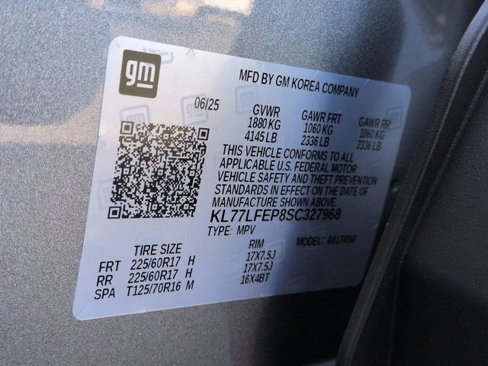 gm
MFD BY GM KOREA COMPANY
06/25 GVWR GAWR FRT GAWR RR
1880 KG 1060 KG 1060 KG
4145 LB 2336 LB 2336 LB
THIS VEHICLE CONFORMS TO ALL
APPLICABLE U.S. FEDERAL MOTOR
VEHICLE SAFETY AND THEFT PREVENTION
STANDARDS IN EFFECT ON THE DATE OF
MANUFACTURE SHOWN ABOVE.
KL77LFEP8SC327968
TYPE: MPV MODEL:
TIRE SIZE RIM
FRT 225/60R17 H 17X7.5J
RR 225/60R17 H 17X7.5J
SPA T125/70R16 M 16X4BT